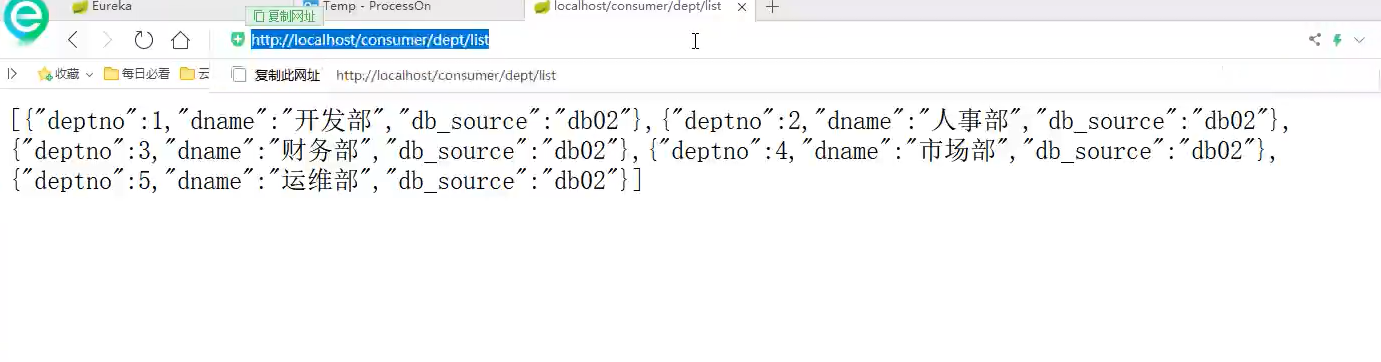 Eureka
Temp - ProcessOn
localhost/consumer/dept/list
复制网址
http://localhost/consumer/dept/list
收藏
每日必看
云
复制此网址 http://localhost/consumer/dept/list
[{"deptno":1,"dname":"开发部","db_source":"db02"},{"deptno":2,"dname":"人事部","db_source":"db02"},
{"deptno":3,"dname":"财务部","db_source":"db02"},{"deptno":4,"dname":"市场部","db_source":"db02"},
{"deptno":5,"dname":"运维部","db_source":"db02"}]